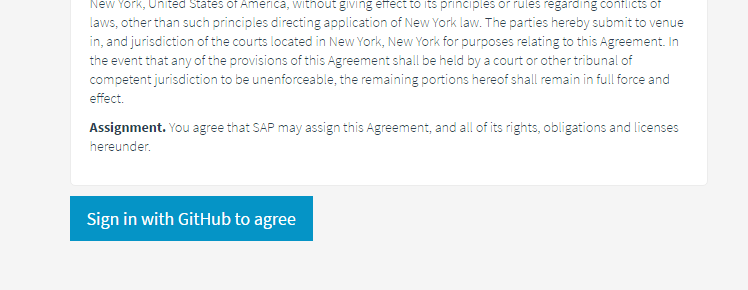 New York, United States of America, without giving effect to its principles or rules regarding conflicts of
laws, other than such principles directing application of New York law. The parties hereby submit to venue
in, and jurisdiction of the courts located in New York, New York for purposes relating to this Agreement. In
the event that any of the provisions of this Agreement shall be held by a court or other tribunal of
competent jurisdiction to be unenforceable, the remaining portions hereof shall remain in full force and
effect.
Assignment. You agree that SAP may assign this Agreement, and all of its rights, obligations and licenses
hereunder.
Sign in with GitHub to agree